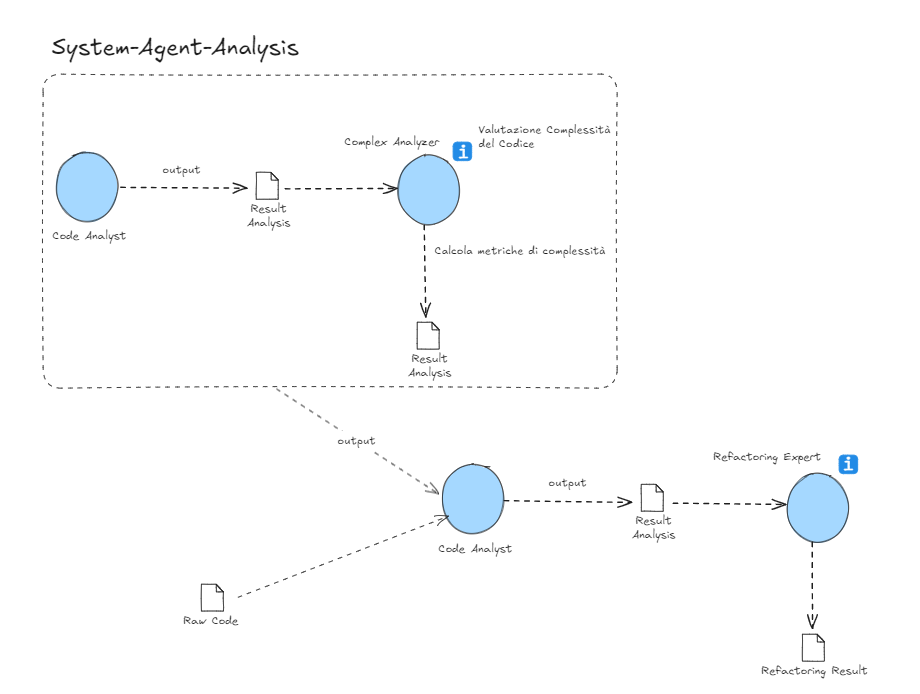 System-Agent-Analysis
Valutazione Complessità
del Codice
Complex Analyzer
i
output
Result
Analysis
Code Analyst
Calcola metriche di complessità
Result
Analysis
output
Refactoring Expert
i
output
Result
Analysis
Code Analyst
Raw Code
Refactoring Result